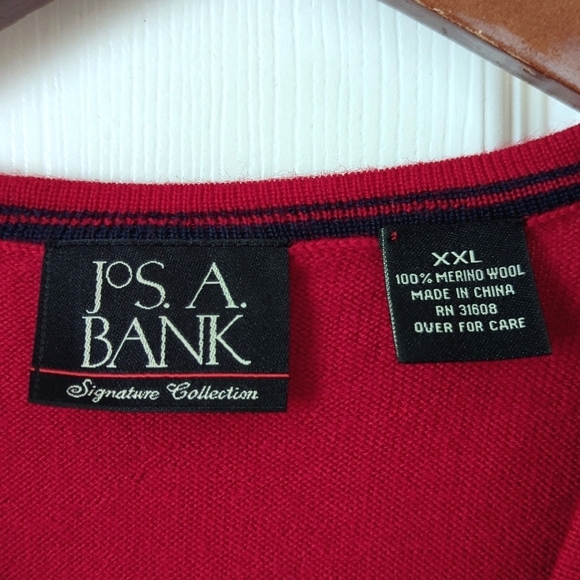 JoS. A.
BANK
Signature Collection
XXL
100% MERINO WOOL
MADE IN CHINA
RN 31608
OVER FOR CARE